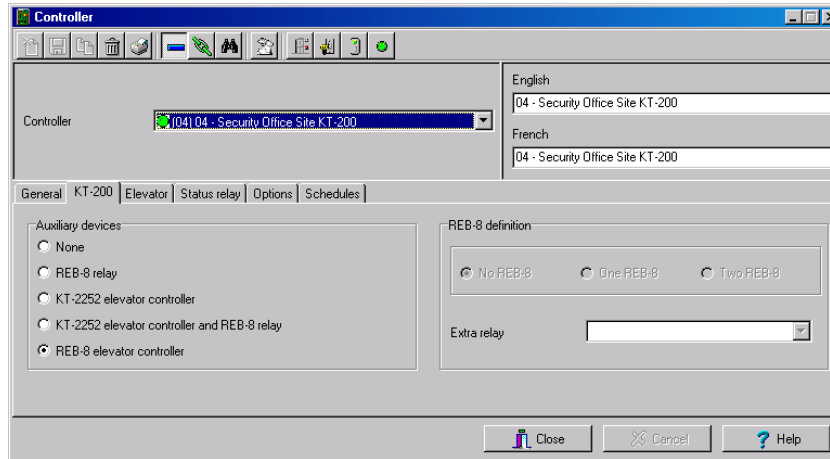 Controller
English
04 - Security Office Site KT-200
Controller
(04) 04 - Security Office Site KT-200
French
04 - Security Office Site KT-200
General KT-200 Elevator Status relay Options Schedules
Auxiliary devices
None
REB-8 relay
KT-2252 elevator controller
KT-2252 elevator controller and REB-8 relay
REB-8 elevator controller
REB-8 definition
No REB-8 One REB-8 Two REB-8
Extra relay
Close Cancel Help